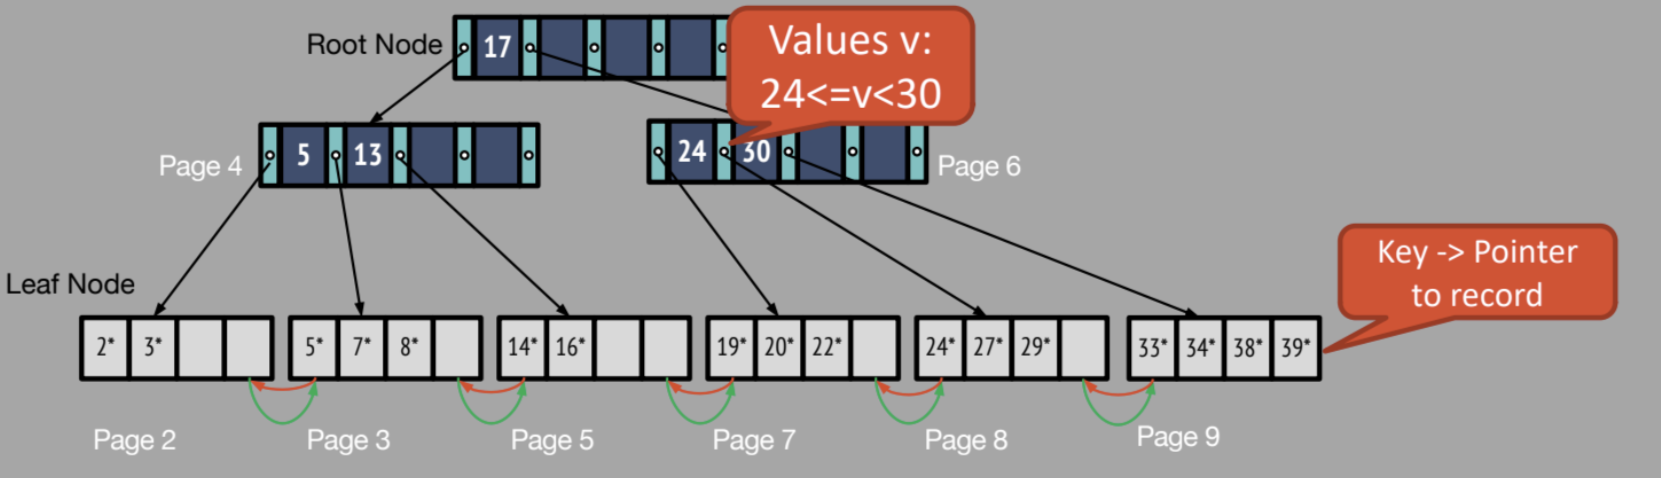 Root Node
17
Values v:
24<=v<30
Page 4
5 13
24 30
Page 6
Key -> Pointer
to record
Leaf Node
2* 3*
5* 7* 8*
14* 16*
19* 20* 22*
24* 27* 29*
33* 34* 38* 39*
Page 2
Page 3
Page 5
Page 7
Page 8
Page 9